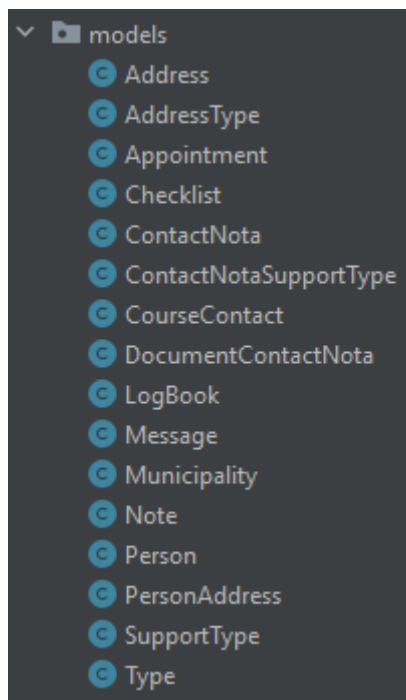 models
C Address
C AddressType
C Appointment
C Checklist
C ContactNota
C ContactNotaSupportType
C CourseContact
C DocumentContactNota
C LogBook
C Message
C Municipality
C Note
C Person
C PersonAddress
C SupportType
C Type